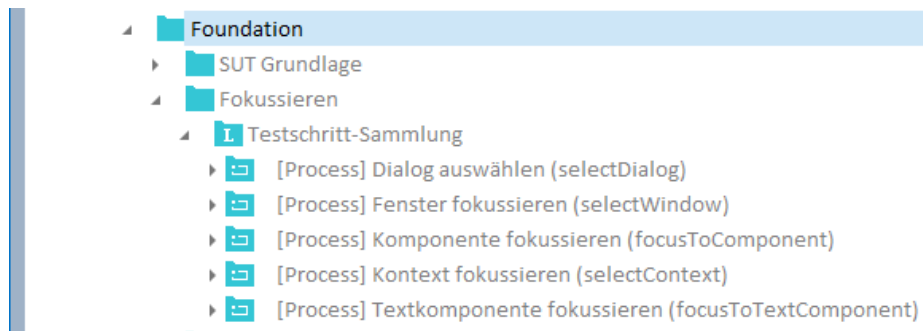 Foundation
SUT Grundlage
Fokussieren
L Testschritt-Sammlung
[Process] Dialog auswählen (selectDialog)
[Process] Fenster fokussieren (selectWindow)
[Process] Komponente fokussieren (focusToComponent)
[Process] Kontext fokussieren (selectContext)
[Process] Textkomponente fokussieren (focusToTextComponent)